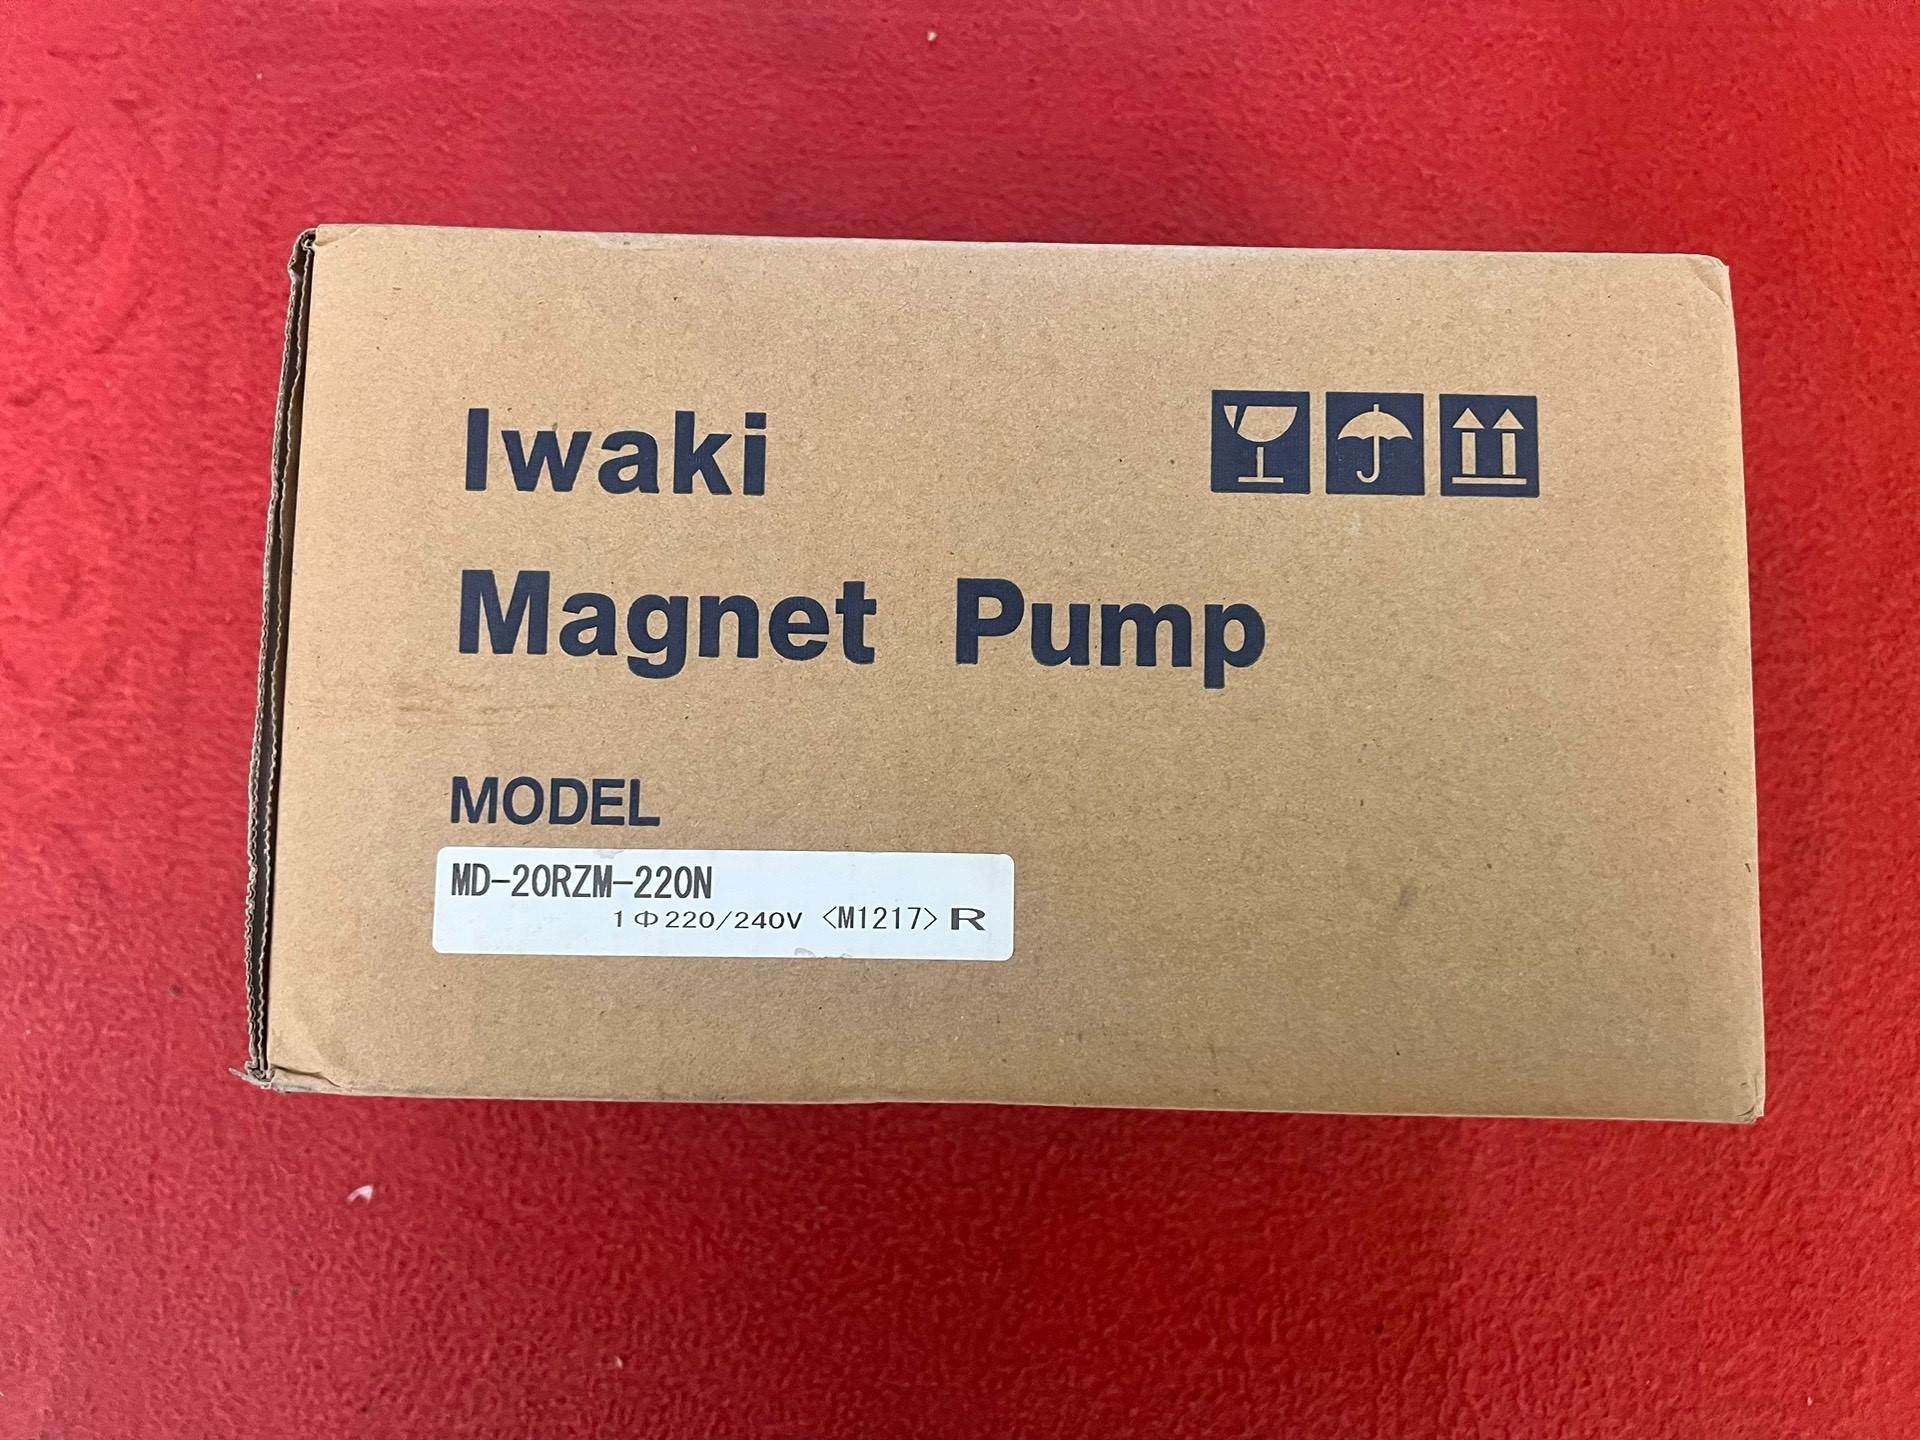 Iwaki
Magnet Pump
MODEL
MD-20RZM-220N
1Φ220/240V <M1217> R